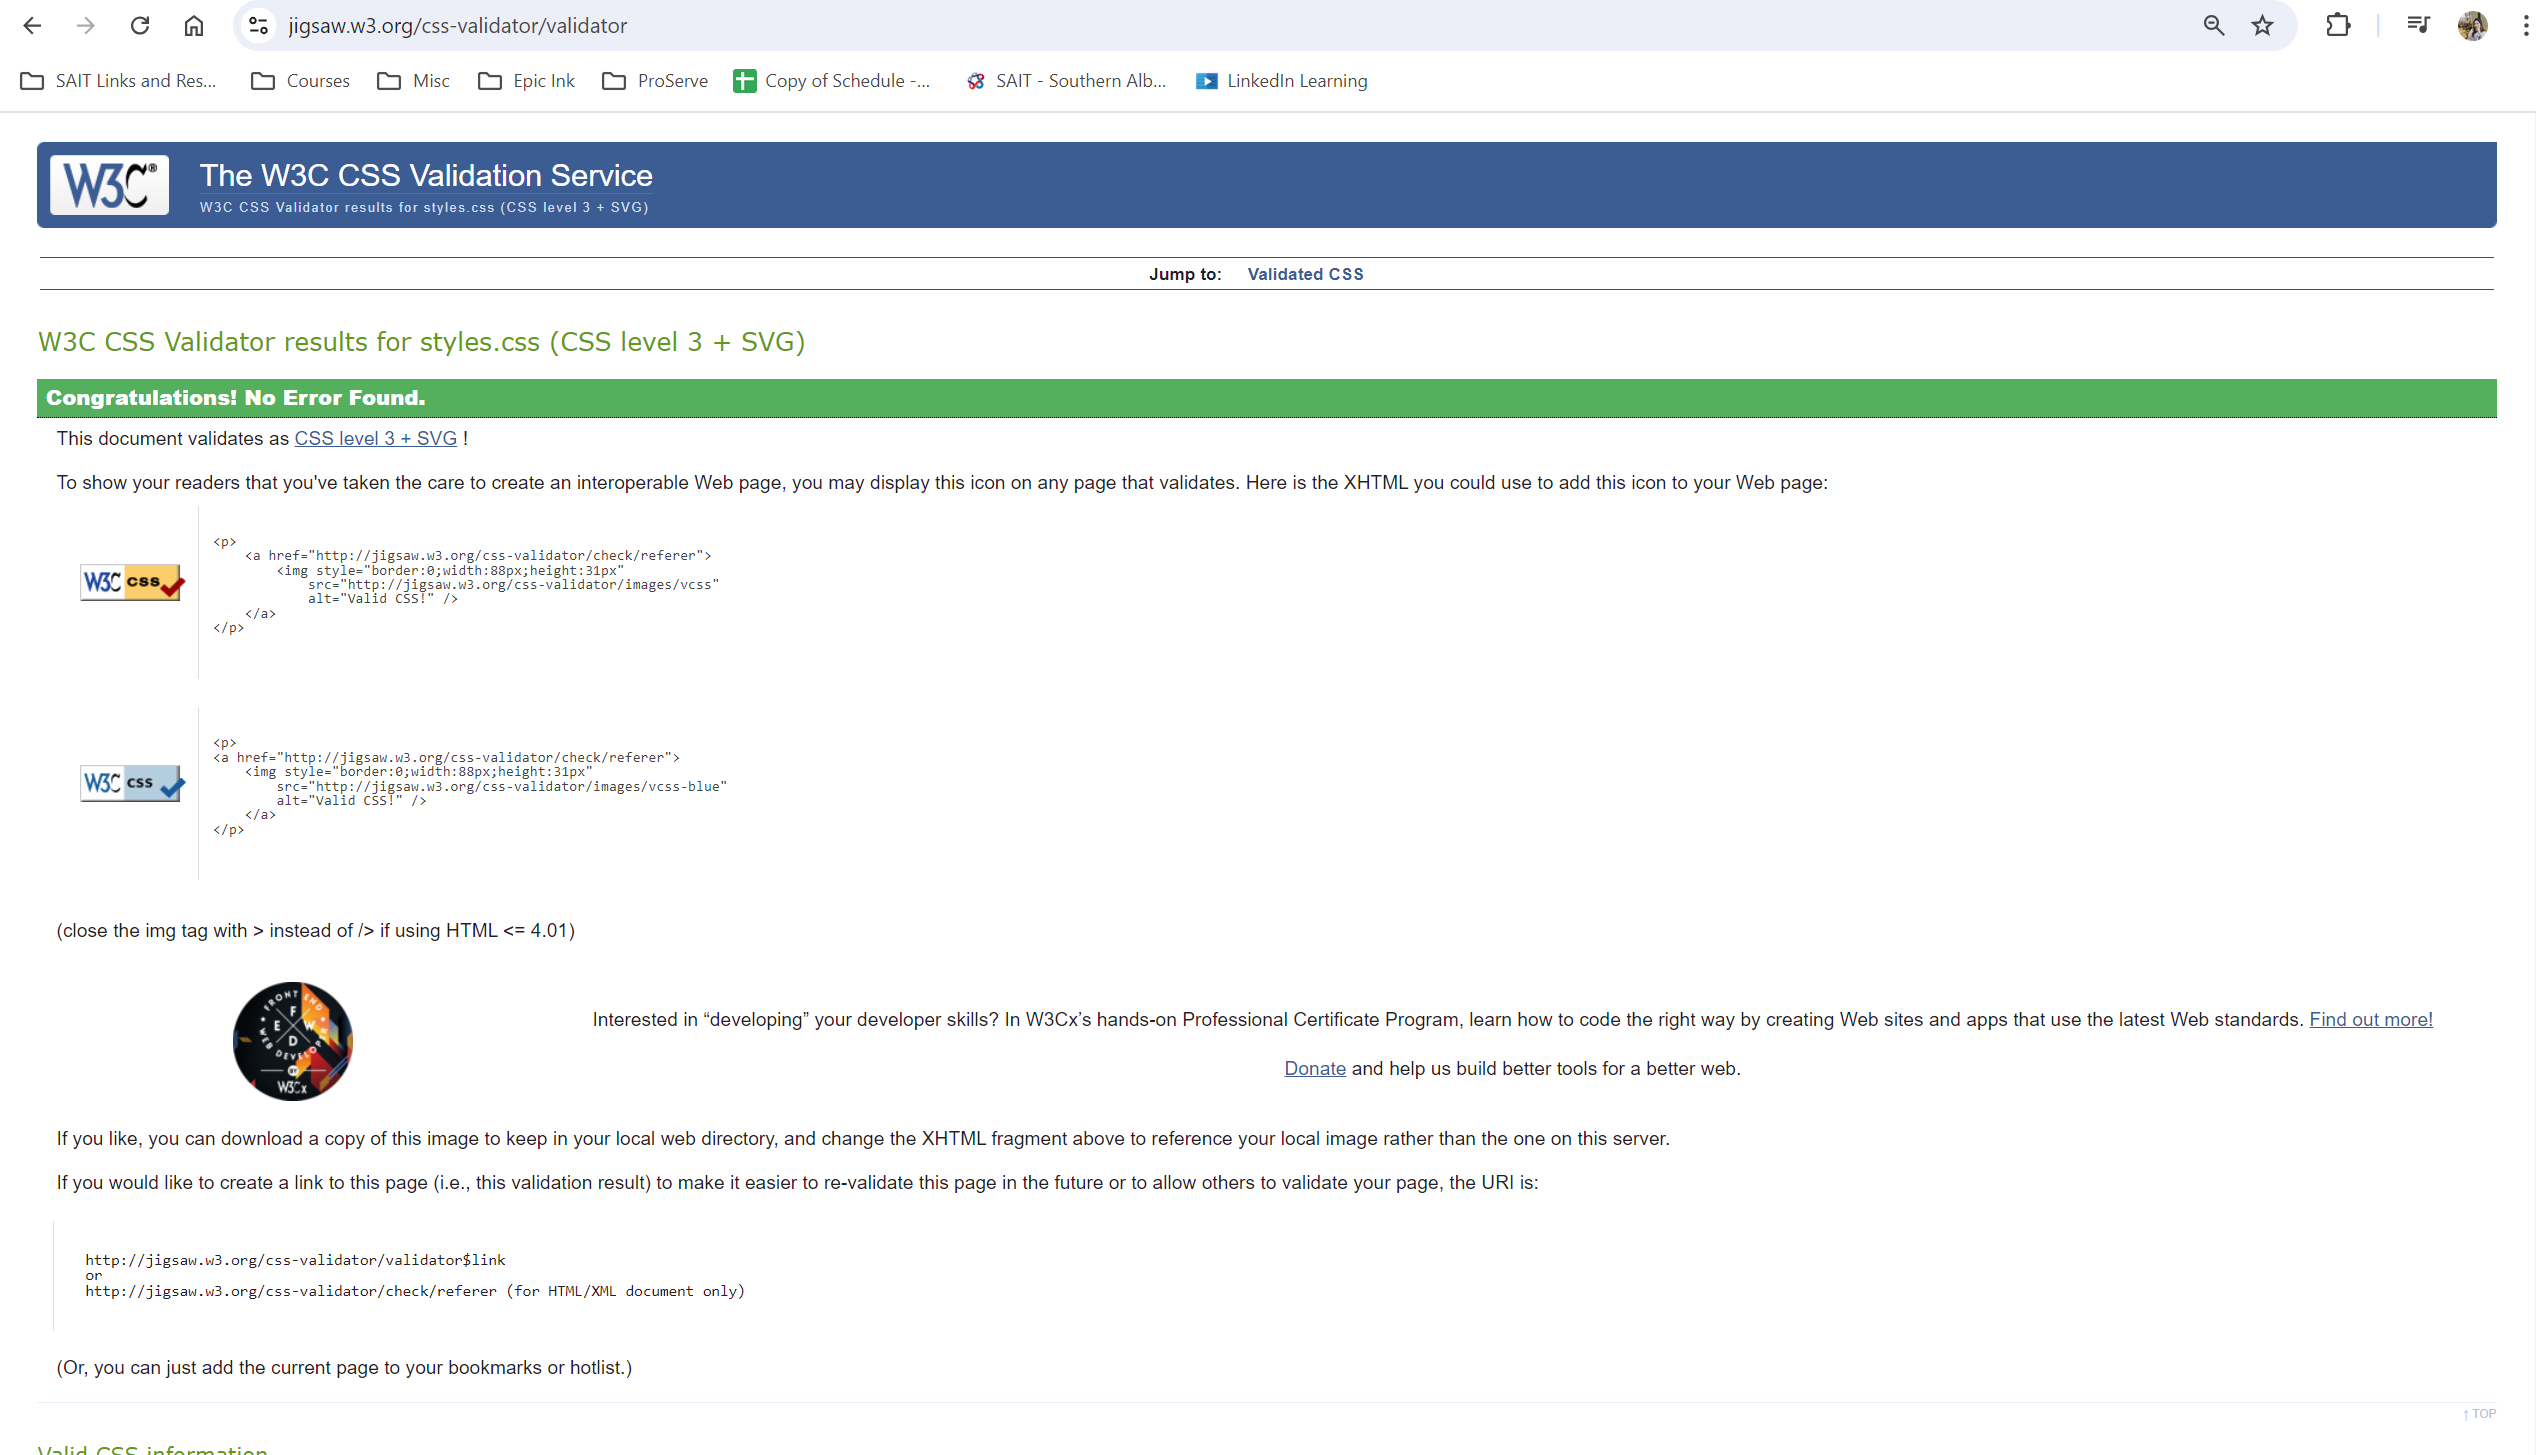 jigsaw.w3.org/css-validator/validator
SAIT Links and Res... Courses Misc Epic Ink ProServe Copy of Schedule -... SAIT - Southern Alb... LinkedIn Learning
W3C® The W3C CSS Validation Service
W3C CSS Validator results for styles.css (CSS level 3 + SVG)
Jump to: Validated CSS
W3C CSS Validator results for styles.css (CSS level 3 + SVG)
Congratulations! No Error Found.
This document validates as CSS level 3 + SVG !
To show your readers that you've taken the care to create an interoperable Web page, you may display this icon on any page that validates. Here is the XHTML you could use to add this icon to your Web page:
W3C css
<p>
    <a href="http://jigsaw.w3.org/css-validator/check/referer">
        <img style="border:0;width:88px;height:31px"
            src="http://jigsaw.w3.org/css-validator/images/vcss"
            alt="Valid CSS!" />
    </a>
</p>
W3C css
<p>
<a href="http://jigsaw.w3.org/css-validator/check/referer">
    <img style="border:0;width:88px;height:31px"
        src="http://jigsaw.w3.org/css-validator/images/vcss-blue"
        alt="Valid CSS!" />
    </a>
</p>
(close the img tag with > instead of /> if using HTML <= 4.01)
FRONT END
F E W D
WEB DEVELOPER
BY
W3Cx
Interested in “developing” your developer skills? In W3Cx’s hands-on Professional Certificate Program, learn how to code the right way by creating Web sites and apps that use the latest Web standards. Find out more!
Donate and help us build better tools for a better web.
If you like, you can download a copy of this image to keep in your local web directory, and change the XHTML fragment above to reference your local image rather than the one on this server.
If you would like to create a link to this page (i.e., this validation result) to make it easier to re-validate this page in the future or to allow others to validate your page, the URI is:
http://jigsaw.w3.org/css-validator/validator$link
or
http://jigsaw.w3.org/css-validator/check/referer (for HTML/XML document only)
(Or, you can just add the current page to your bookmarks or hotlist.)
↑ TOP
Valid CSS information